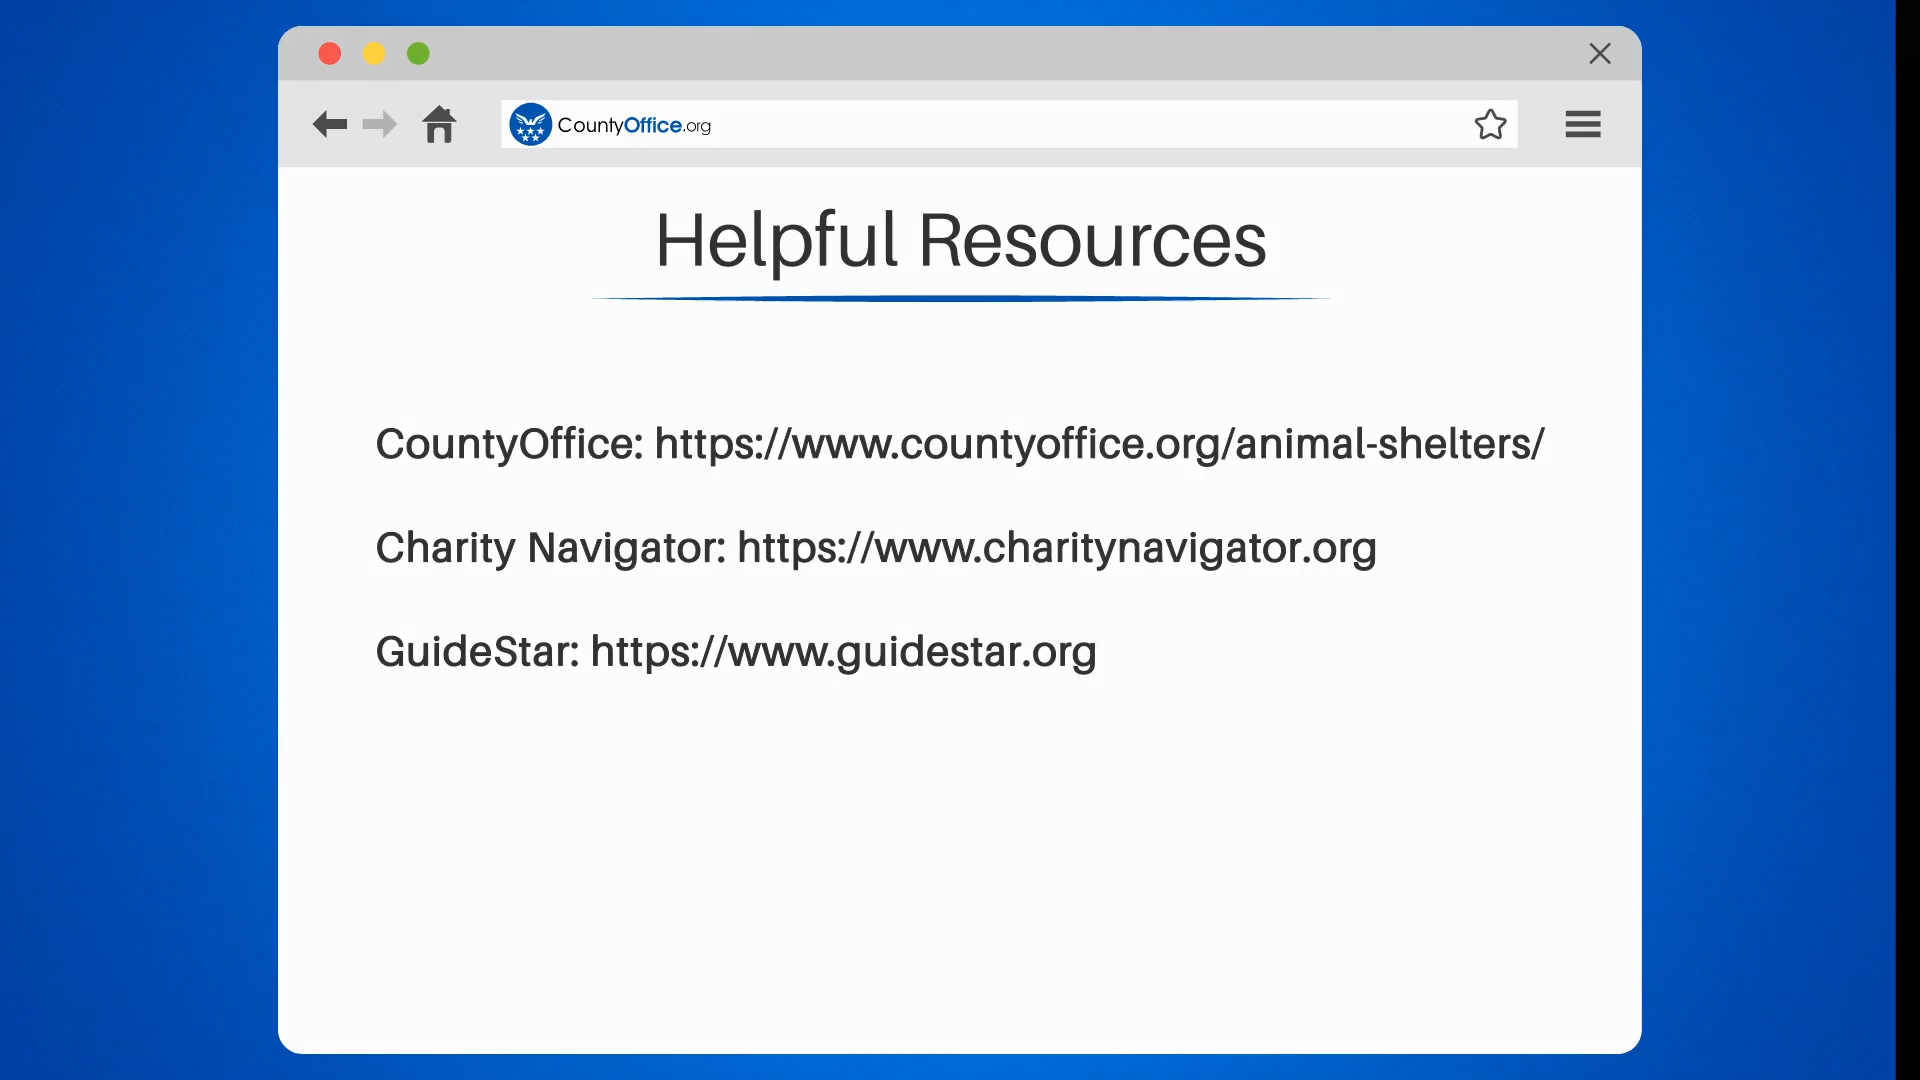 CountyOffice.org
Helpful Resources
CountyOffice: https://www.countyoffice.org/animal-shelters/
Charity Navigator: https://www.charitynavigator.org
GuideStar: https://www.guidestar.org